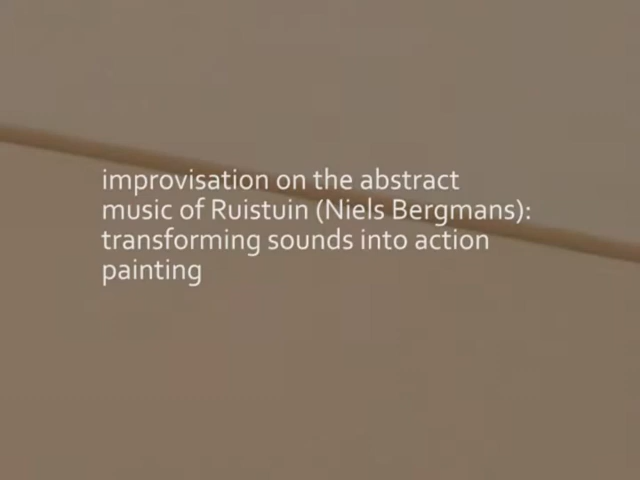 improvisation on the abstract
music of Ruistuin (Niels Bergmans):
transforming sounds into action
painting